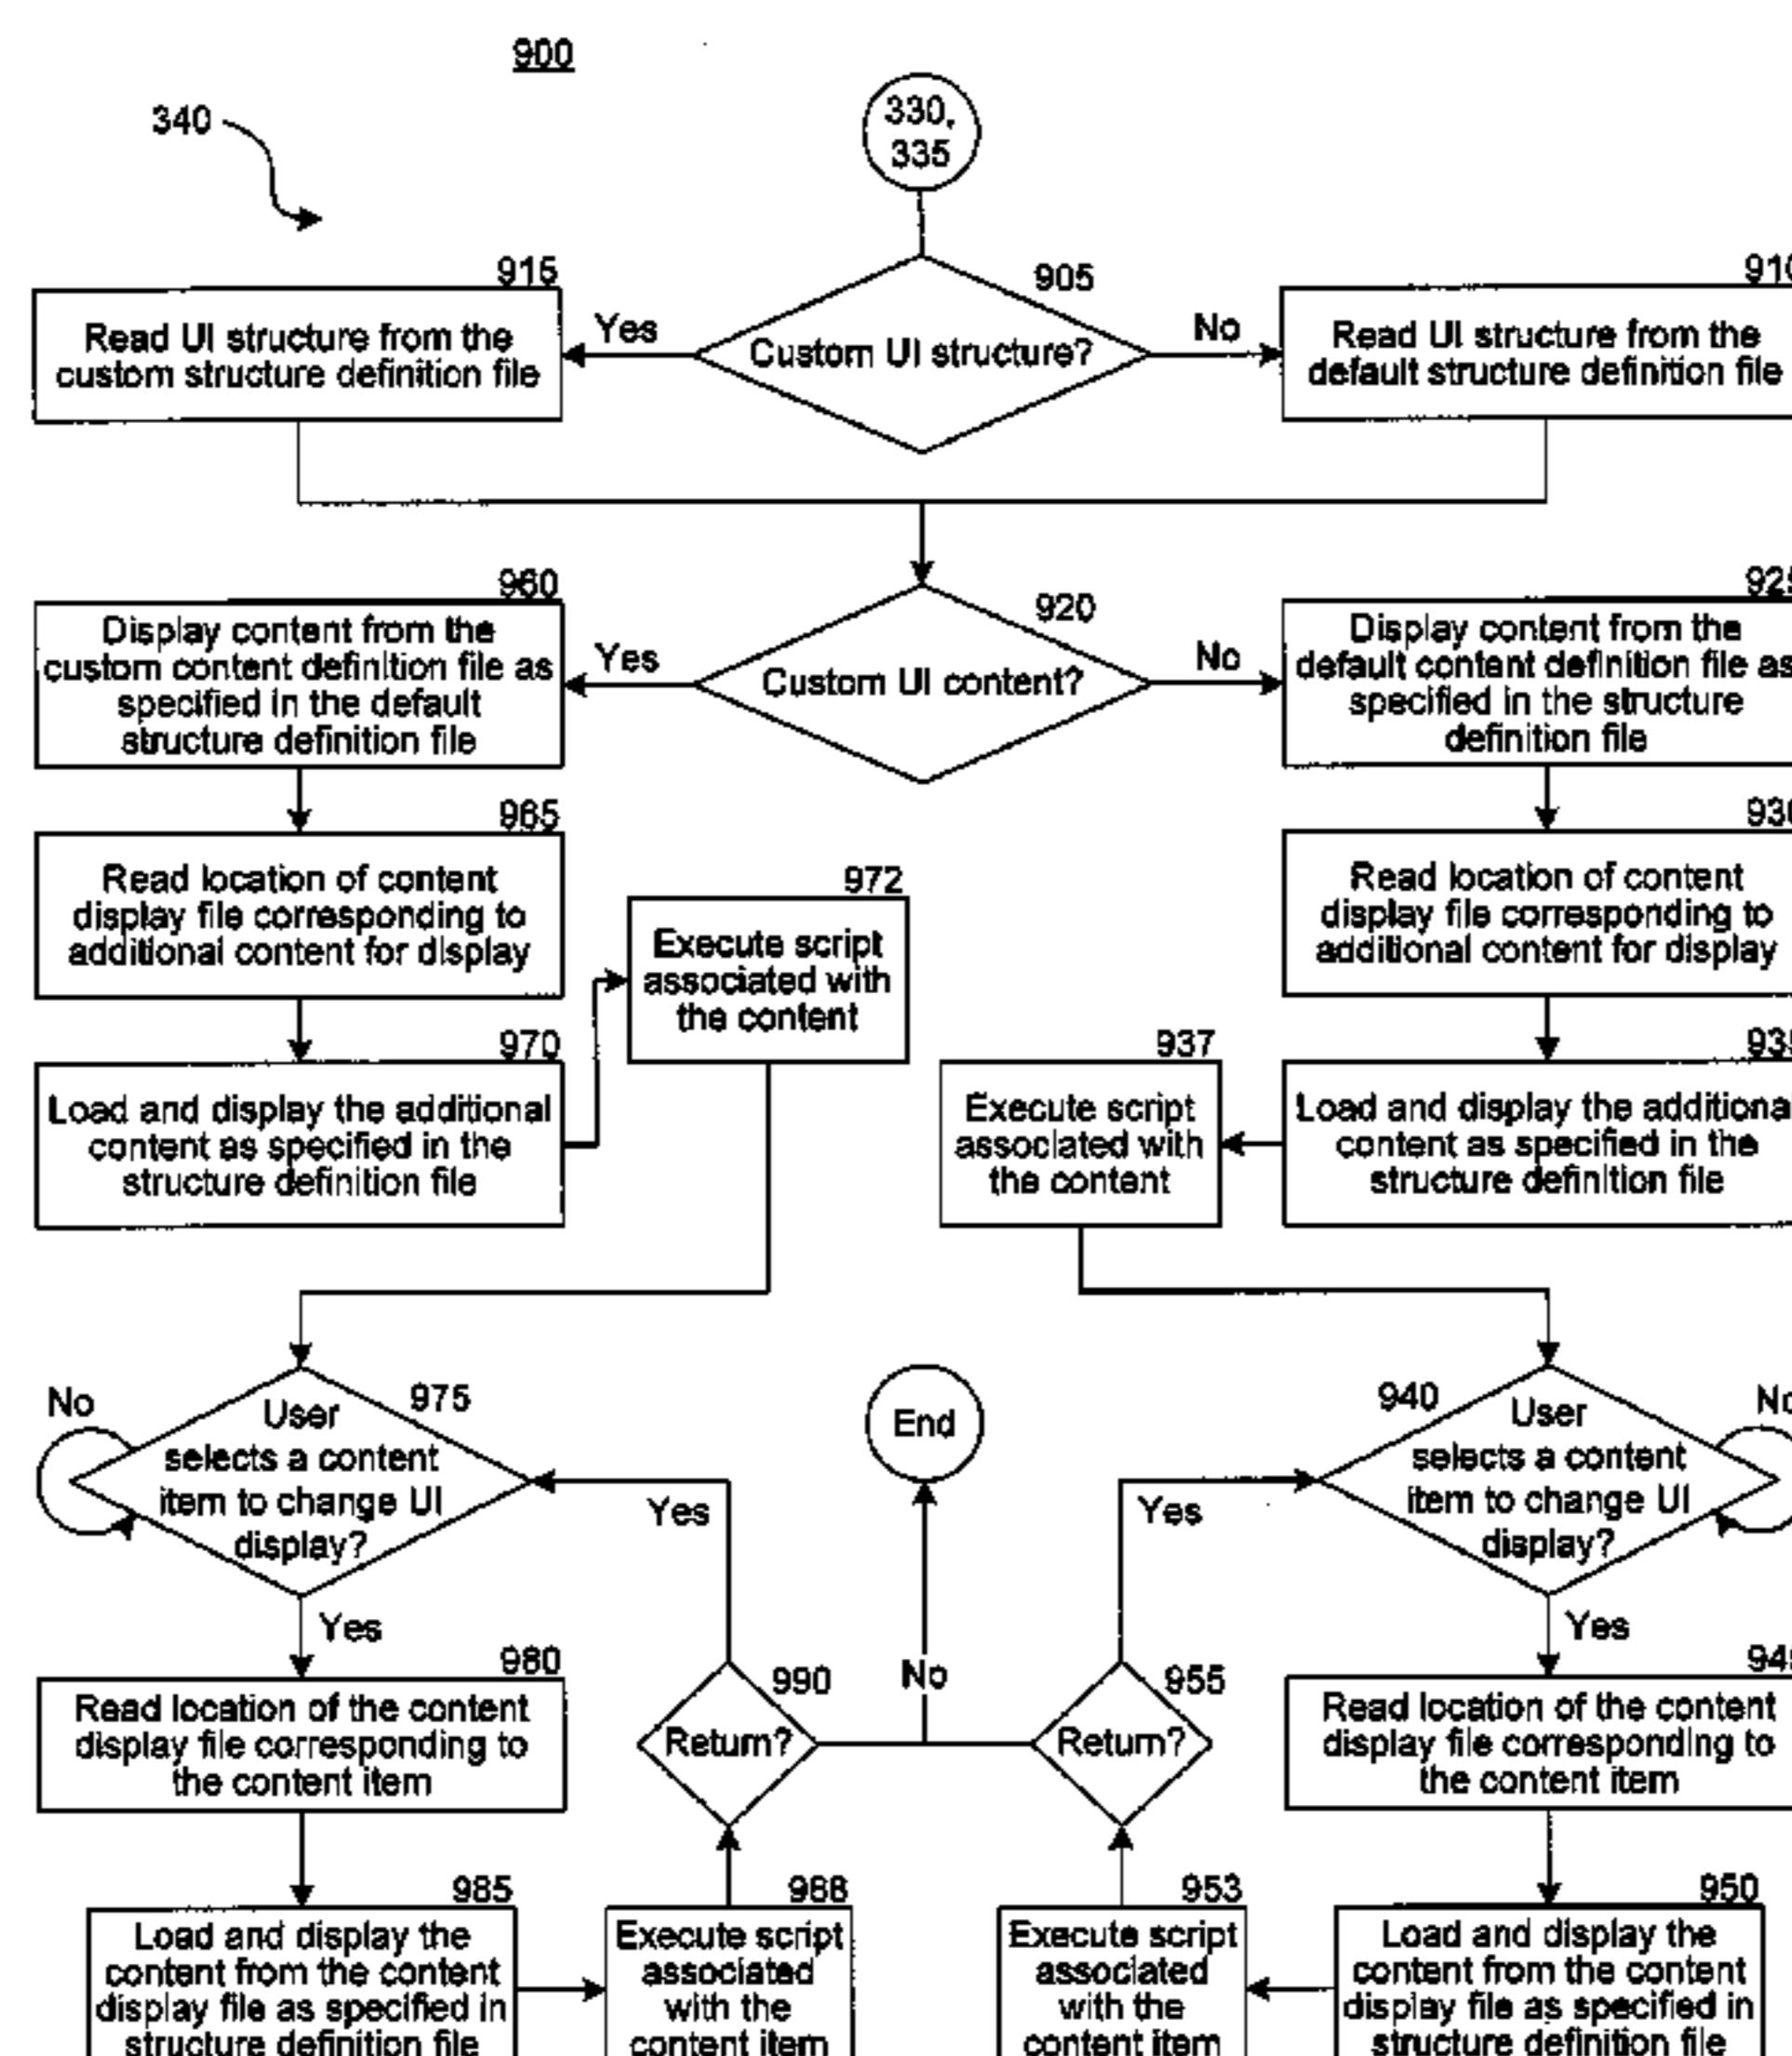 900
340
330,
335
915
905
910
Read UI structure from the
custom structure definition file
Yes
Custom UI structure?
No
Read UI structure from the
default structure definition file
960
920
925
Display content from the
custom content definition file as
specified in the default
structure definition file
Yes
Custom UI content?
No
Display content from the
default content definition file as
specified in the structure
definition file
965
930
Read location of content
display file corresponding to
additional content for display
972
Execute script
associated with
the content
Read location of content
display file corresponding to
additional content for display
970
937
935
Load and display the additional
content as specified in the
structure definition file
Execute script
associated with
the content
Load and display the additional
content as specified in the
structure definition file
No
975
User
selects a content
item to change UI
display?
Yes
End
Yes
940
User
selects a content
item to change UI
display?
No
Yes
Yes
980
990
No
955
945
Read location of the content
display file corresponding to
the content item
Return?
Return?
Read location of the content
display file corresponding to
the content item
985
988
953
950
Load and display the
content from the content
display file as specified in
structure definition file
Execute script
associated
with the
content item
Execute script
associated
with the
content item
Load and display the
content from the content
display file as specified in
structure definition file